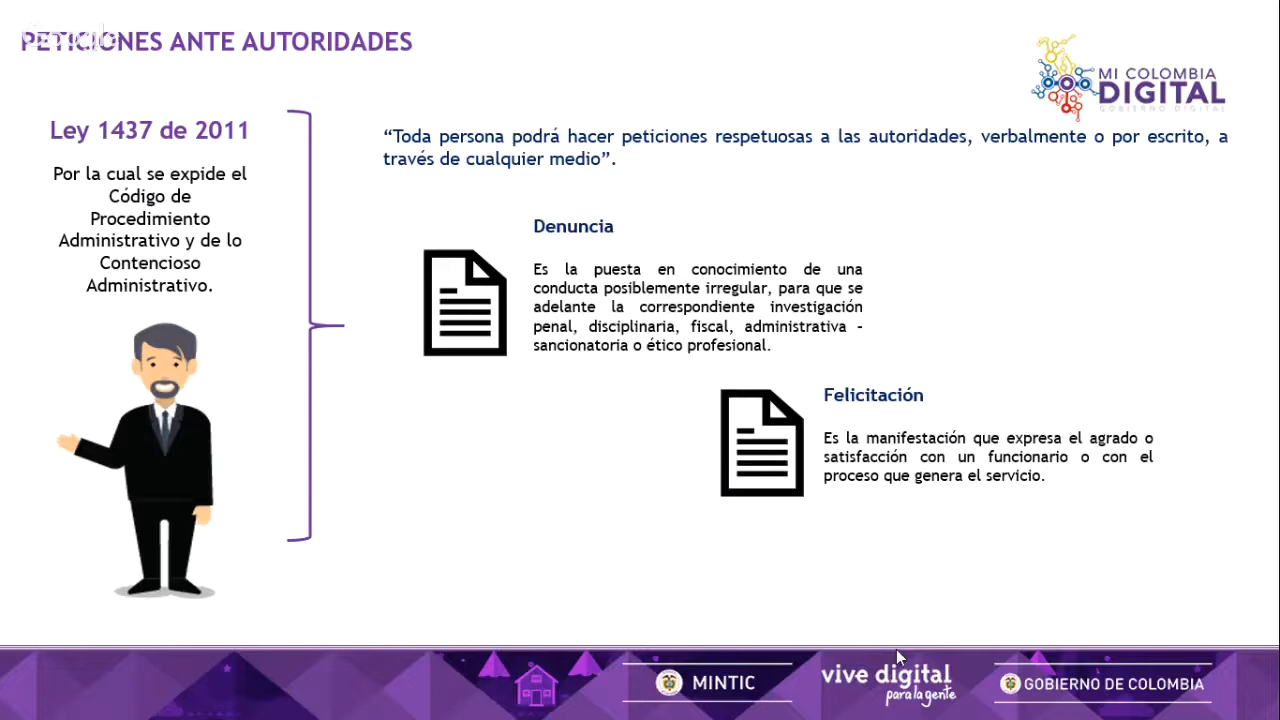 PETICIONES ANTE AUTORIDADES
Google
MI COLOMBIA
DIGITAL
GOBIERNO DIGITAL
Ley 1437 de 2011
Por la cual se expide el
Código de
Procedimiento
Administrativo y de lo
Contencioso
Administrativo.
“Toda persona podrá hacer peticiones respetuosas a las autoridades, verbalmente o por escrito, a
través de cualquier medio”.
Denuncia
Es la puesta en conocimiento de una
conducta posiblemente irregular, para que se
adelante la correspondiente investigación
penal, disciplinaria, fiscal, administrativa -
sancionatoria o ético profesional.
Felicitación
Es la manifestación que expresa el agrado o
satisfacción con un funcionario o con el
proceso que genera el servicio.
MINTIC
vive digital
para la gente
GOBIERNO DE COLOMBIA